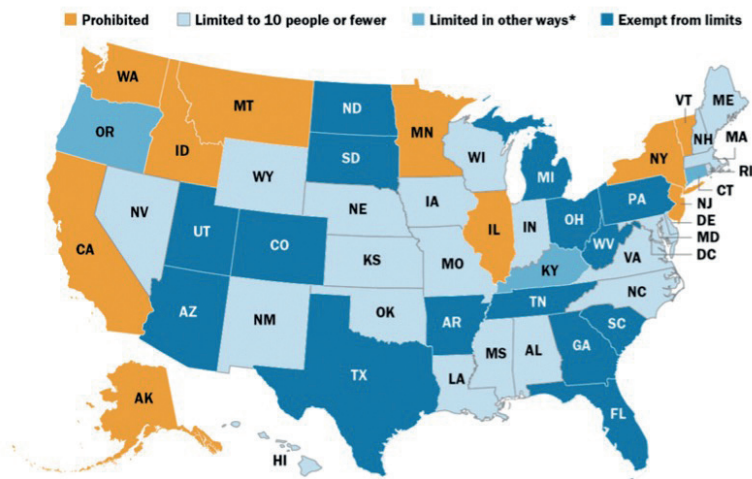 Prohibited Limited to 10 people or fewer Limited in other ways* Exempt from limits
WA
MT
ND
MN
VT
ME
OR
ID
SD
WI
NH
MA
NY
MI
RI
WY
CT
IA
PA
NJ
NV
NE
OH
DE
IL
IN
MD
UT
CO
WV
VA
DC
CA
KS
MO
KY
NC
TN
AZ
OK
AR
SC
NM
MS
AL
GA
TX
LA
AK
FL
HI